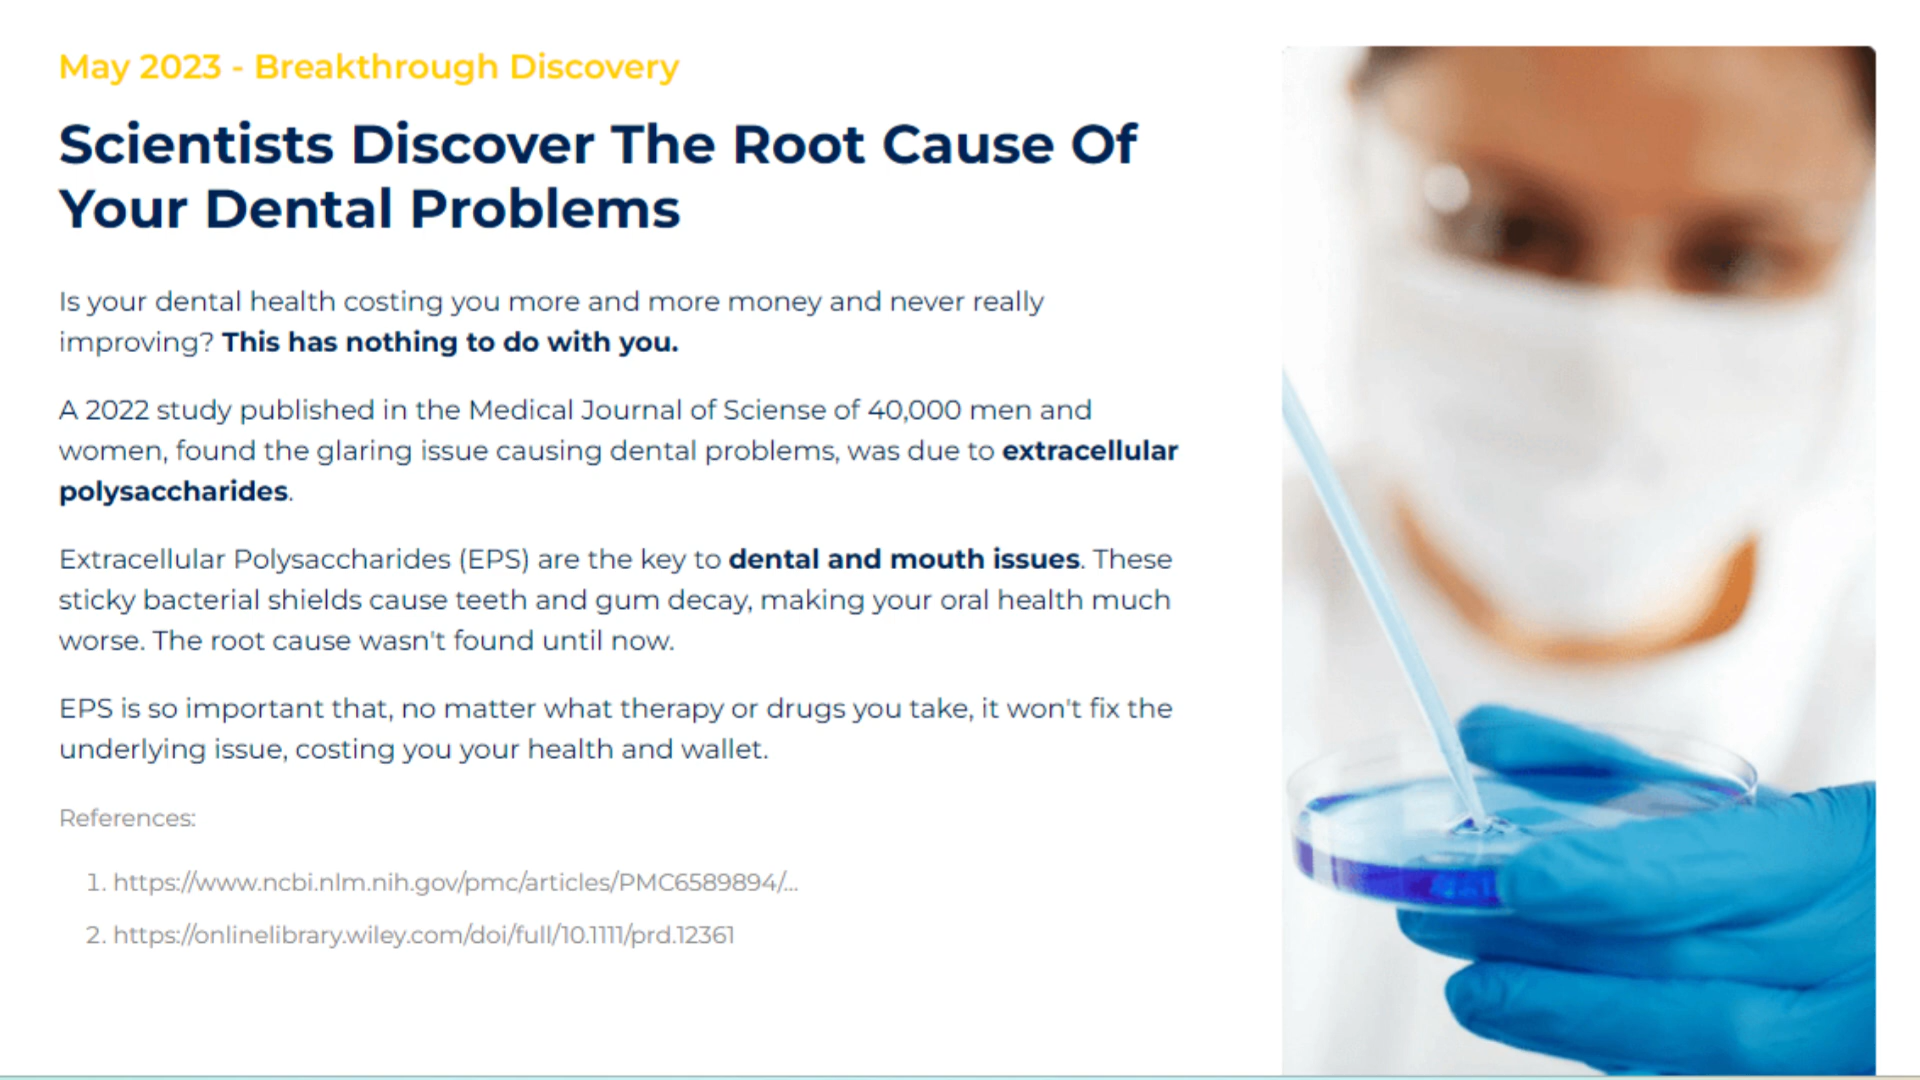 May 2023 - Breakthrough Discovery
Scientists Discover The Root Cause Of
Your Dental Problems
Is your dental health costing you more and more money and never really
improving? This has nothing to do with you.
A 2022 study published in the Medical Journal of Sciense of 40,000 men and
women, found the glaring issue causing dental problems, was due to extracellular
polysaccharides.
Extracellular Polysaccharides (EPS) are the key to dental and mouth issues. These
sticky bacterial shields cause teeth and gum decay, making your oral health much
worse. The root cause wasn't found until now.
EPS is so important that, no matter what therapy or drugs you take, it won't fix the
underlying issue, costing you your health and wallet.
References:
1. https://www.ncbi.nlm.nih.gov/pmc/articles/PMC6589894/...
2. https://onlinelibrary.wiley.com/doi/full/10.1111/prd.12361